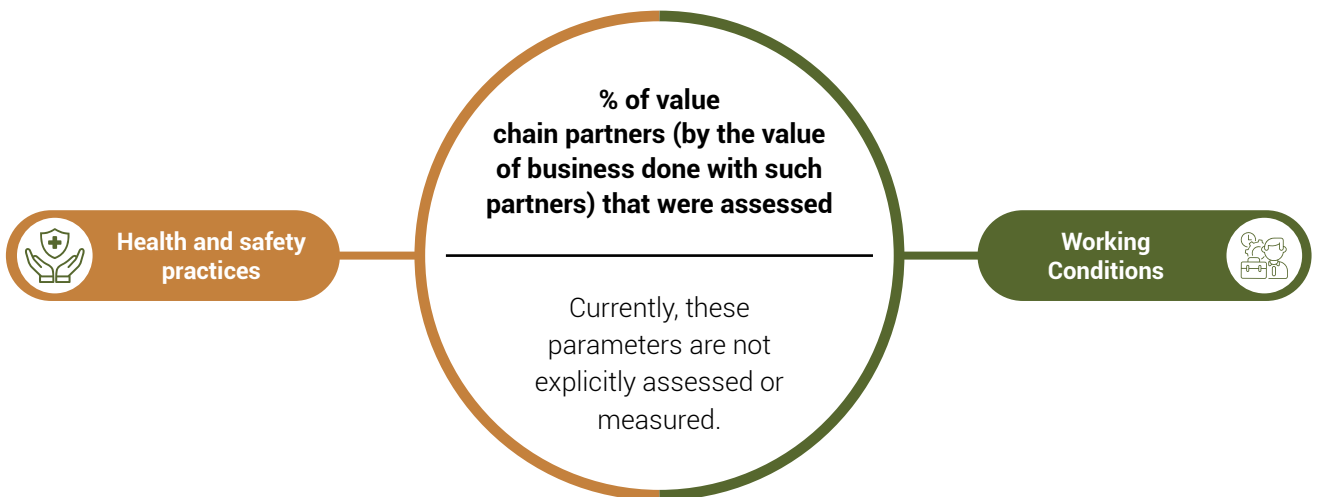 % of value
chain partners (by the value
of business done with such
partners) that were assessed
Health and safety
practices
Working
Conditions
Currently, these
parameters are not
explicitly assessed or
measured.